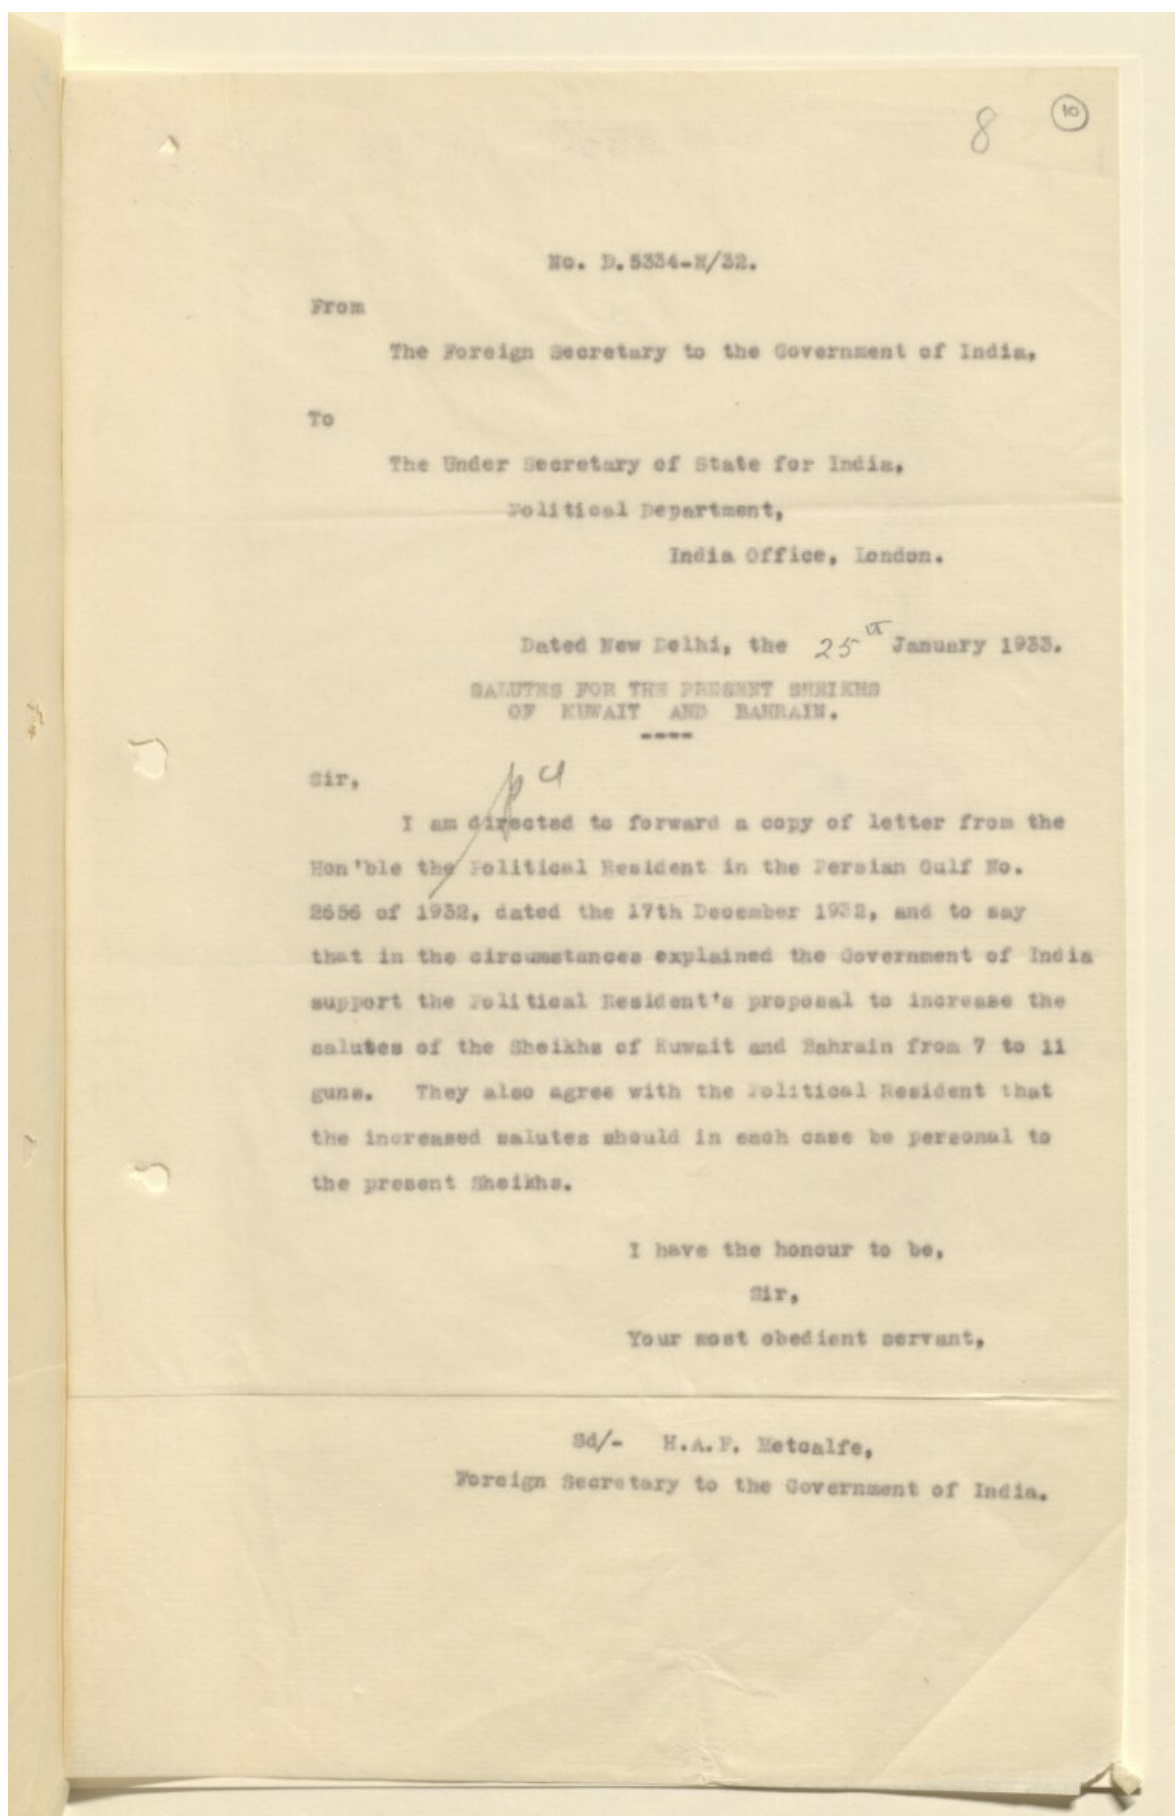 8 10
No. D.5334-N/32.
From
The Foreign Secretary to the Government of India,
To
The Under Secretary of State for India,
Political Department,
India Office, London.
Dated New Delhi, the 25th January 1933.
SALUTES FOR THE PRESENT SHEIKHS
OF KUWAIT AND BAHRAIN.
----
Sir,
I am directed to forward a copy of letter from the
Hon'ble the Political Resident in the Persian Gulf No.
2656 of 1932, dated the 17th December 1932, and to say
that in the circumstances explained the Government of India
support the Political Resident's proposal to increase the
salutes of the Sheikhs of Kuwait and Bahrain from 7 to 11
guns. They also agree with the Political Resident that
the increased salutes should in each case be personal to
the present Sheikhs.
I have the honour to be,
Sir,
Your most obedient servant,
Sd/- H.A.F. Metcalfe,
Foreign Secretary to the Government of India.